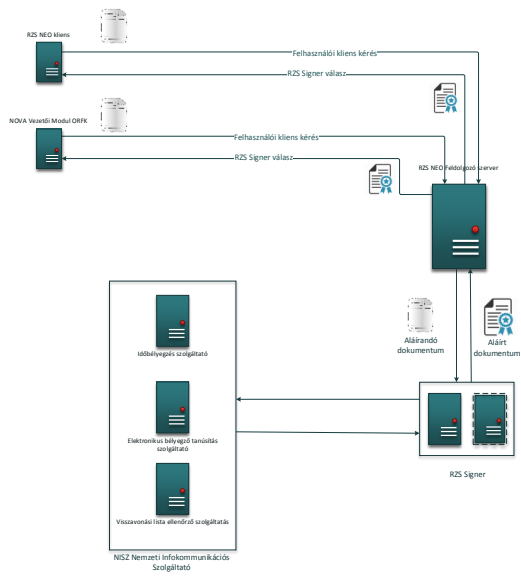 RZS NEO kliens
Felhasználói kliens kérés
RZS Signer válasz
NOVA Vezetői Modul ORFK
Felhasználói kliens kérés
RZS Signer válasz
RZS NEO Feldolgozó szerver
Időbélyegzés szolgáltató
Aláírandó
dokumentum
Aláírt
dokumentum
Elektronikus bélyegző tanúsítás
szolgáltató
RZS Signer
Visszavonási lista ellenőrző szolgáltatás
NISZ Nemzeti Infokommunikációs
Szolgáltató